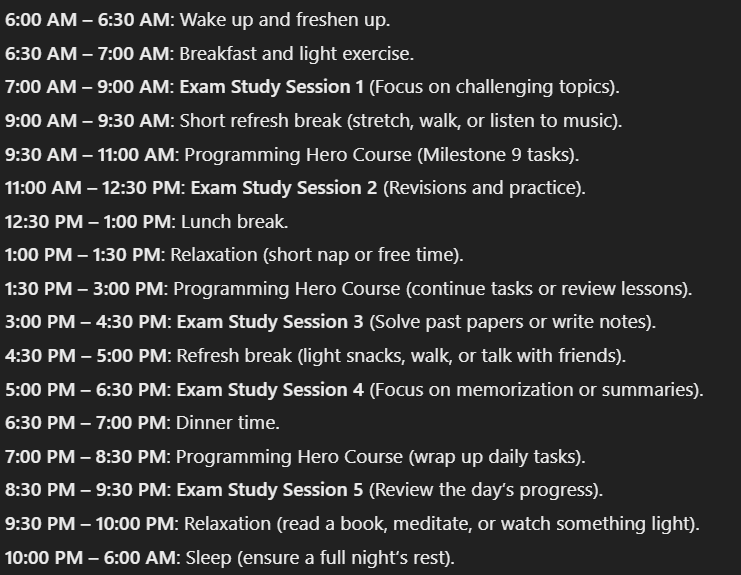 6:00 AM – 6:30 AM: Wake up and freshen up.
6:30 AM – 7:00 AM: Breakfast and light exercise.
7:00 AM – 9:00 AM: Exam Study Session 1 (Focus on challenging topics).
9:00 AM – 9:30 AM: Short refresh break (stretch, walk, or listen to music).
9:30 AM – 11:00 AM: Programming Hero Course (Milestone 9 tasks).
11:00 AM – 12:30 PM: Exam Study Session 2 (Revisions and practice).
12:30 PM – 1:00 PM: Lunch break.
1:00 PM – 1:30 PM: Relaxation (short nap or free time).
1:30 PM – 3:00 PM: Programming Hero Course (continue tasks or review lessons).
3:00 PM – 4:30 PM: Exam Study Session 3 (Solve past papers or write notes).
4:30 PM – 5:00 PM: Refresh break (light snacks, walk, or talk with friends).
5:00 PM – 6:30 PM: Exam Study Session 4 (Focus on memorization or summaries).
6:30 PM – 7:00 PM: Dinner time.
7:00 PM – 8:30 PM: Programming Hero Course (wrap up daily tasks).
8:30 PM – 9:30 PM: Exam Study Session 5 (Review the day's progress).
9:30 PM – 10:00 PM: Relaxation (read a book, meditate, or watch something light).
10:00 PM – 6:00 AM: Sleep (ensure a full night's rest).